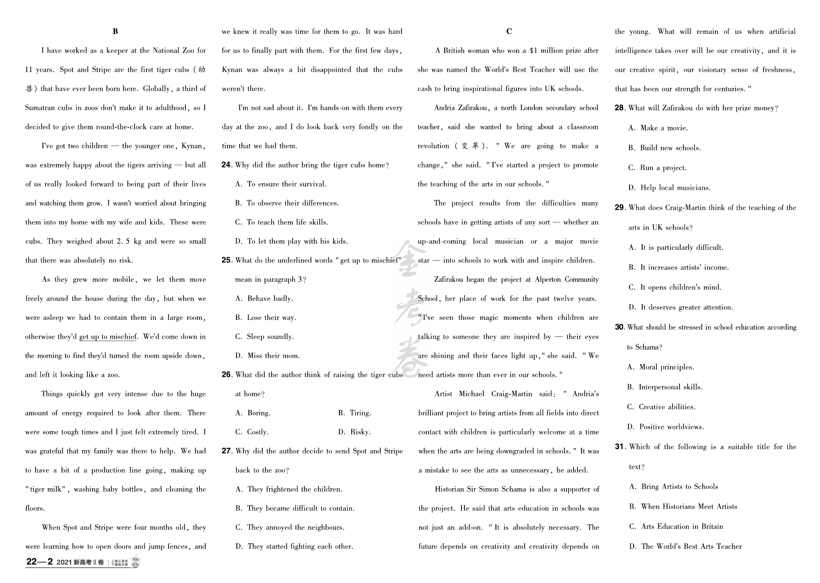 B
I have worked as a keeper at the National Zoo for
11 years. Spot and Stripe are the first tiger cubs (幼
崽) that have ever been born here. Globally, a third of
Sumatran cubs in zoos don't make it to adulthood, so I
decided to give them round-the-clock care at home.
I've got two children — the younger one, Kynan,
was extremely happy about the tigers arriving — but all
of us really looked forward to being part of their lives
and watching them grow. I wasn't worried about bringing
them into my home with my wife and kids. These were
cubs. They weighed about 2.5 kg and were so small
that there was absolutely no risk.
As they grew more mobile, we let them move
freely around the house during the day, but when we
were asleep we had to contain them in a large room,
otherwise they'd get up to mischief. We'd come down in
the morning to find they'd turned the room upside down,
and left it looking like a zoo.
Things quickly got very intense due to the huge
amount of energy required to look after them. There
were some tough times and I just felt extremely tired. I
was grateful that my family was there to help. We had
to have a bit of a production line going, making up
"tiger milk", washing baby bottles, and cleaning the
floors.
When Spot and Stripe were four months old, they
were learning how to open doors and jump fences, and
22—2 2021新高考Ⅱ卷
we knew it really was time for them to go. It was hard
for us to finally part with them. For the first few days,
Kynan was always a bit disappointed that the cubs
weren't there.
I'm not sad about it. I'm hands-on with them every
day at the zoo, and I do look back very fondly on the
time that we had them.
24. Why did the author bring the tiger cubs home?
A. To ensure their survival.
B. To observe their differences.
C. To teach them life skills.
D. To let them play with his kids.
25. What do the underlined words "get up to mischief"
mean in paragraph 3?
A. Behave badly.
B. Lose their way.
C. Sleep soundly.
D. Miss their mom.
26. What did the author think of raising the tiger cubs
at home?
A. Boring. B. Tiring.
C. Costly. D. Risky.
27. Why did the author decide to send Spot and Stripe
back to the zoo?
A. They frightened the children.
B. They became difficult to contain.
C. They annoyed the neighbours.
D. They started fighting each other.
C
A British woman who won a $1 million prize after
she was named the World's Best Teacher will use the
cash to bring inspirational figures into UK schools.
Andria Zafirakou, a north London secondary school
teacher, said she wanted to bring about a classroom
revolution (变革). "We are going to make a
change," she said. "I've started a project to promote
the teaching of the arts in our schools."
The project results from the difficulties many
schools have in getting artists of any sort — whether an
up-and-coming local musician or a major movie
star — into schools to work with and inspire children.
Zafirakou began the project at Alperton Community
School, her place of work for the past twelve years.
"I've seen those magic moments when children are
talking to someone they are inspired by — their eyes
are shining and their faces light up," she said. "We
need artists more than ever in our schools."
Artist Michael Craig-Martin said: "Andria's
brilliant project to bring artists from all fields into direct
contact with children is particularly welcome at a time
when the arts are being downgraded in schools." It was
a mistake to see the arts as unnecessary, he added.
Historian Sir Simon Schama is also a supporter of
the project. He said that arts education in schools was
not just an add-on. "It is absolutely necessary. The
future depends on creativity and creativity depends on
the young. What will remain of us when artificial
intelligence takes over will be our creativity, and it is
our creative spirit, our visionary sense of freshness,
that has been our strength for centuries."
28. What will Zafirakou do with her prize money?
A. Make a movie.
B. Build new schools.
C. Run a project.
D. Help local musicians.
29. What does Craig-Martin think of the teaching of the
arts in UK schools?
A. It is particularly difficult.
B. It increases artists' income.
C. It opens children's mind.
D. It deserves greater attention.
30. What should be stressed in school education according
to Schama?
A. Moral principles.
B. Interpersonal skills.
C. Creative abilities.
D. Positive worldviews.
31. Which of the following is a suitable title for the
text?
A. Bring Artists to Schools
B. When Historians Meet Artists
C. Arts Education in Britain
D. The World's Best Arts Teacher
金考卷